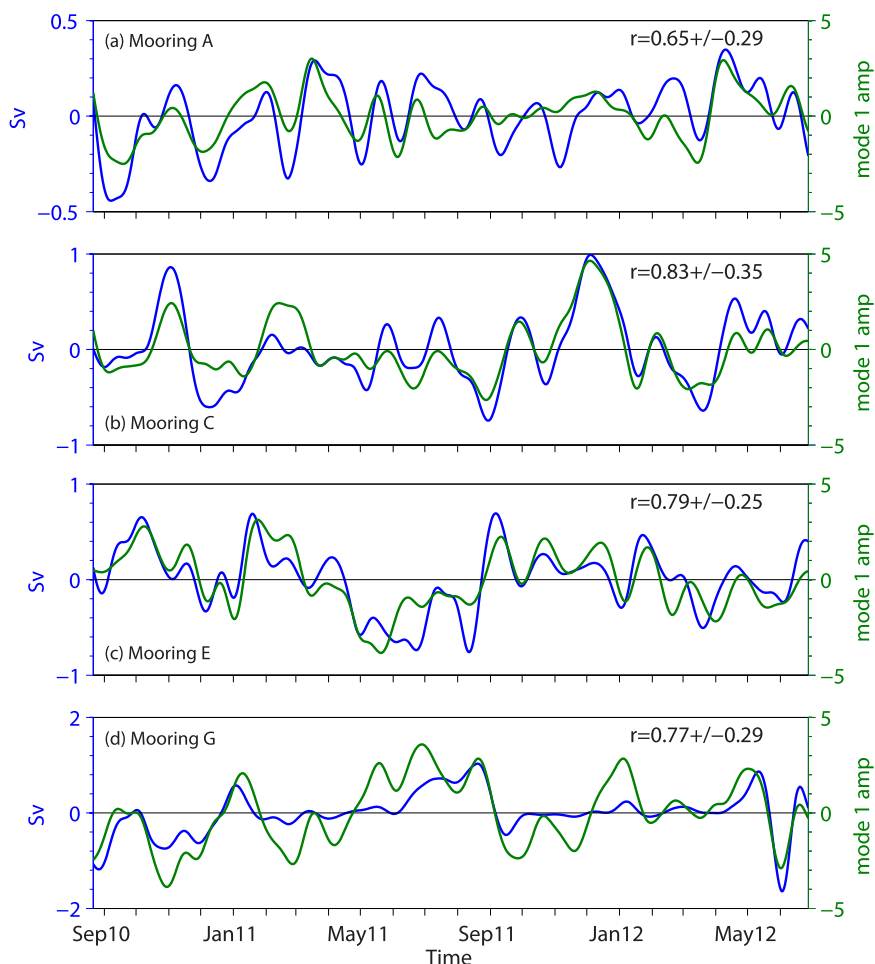 (a) Mooring A
r=0.65+/−0.29
0.5
0
−0.5
Sv
5
0
−5
mode 1 amp
(b) Mooring C
r=0.83+/−0.35
1
0
−1
Sv
5
0
−5
mode 1 amp
(c) Mooring E
r=0.79+/−0.25
1
0
−1
Sv
5
0
−5
mode 1 amp
(d) Mooring G
r=0.77+/−0.29
2
0
−2
Sv
5
0
−5
mode 1 amp
Sep10 Jan11 May11 Sep11 Jan12 May12
Time